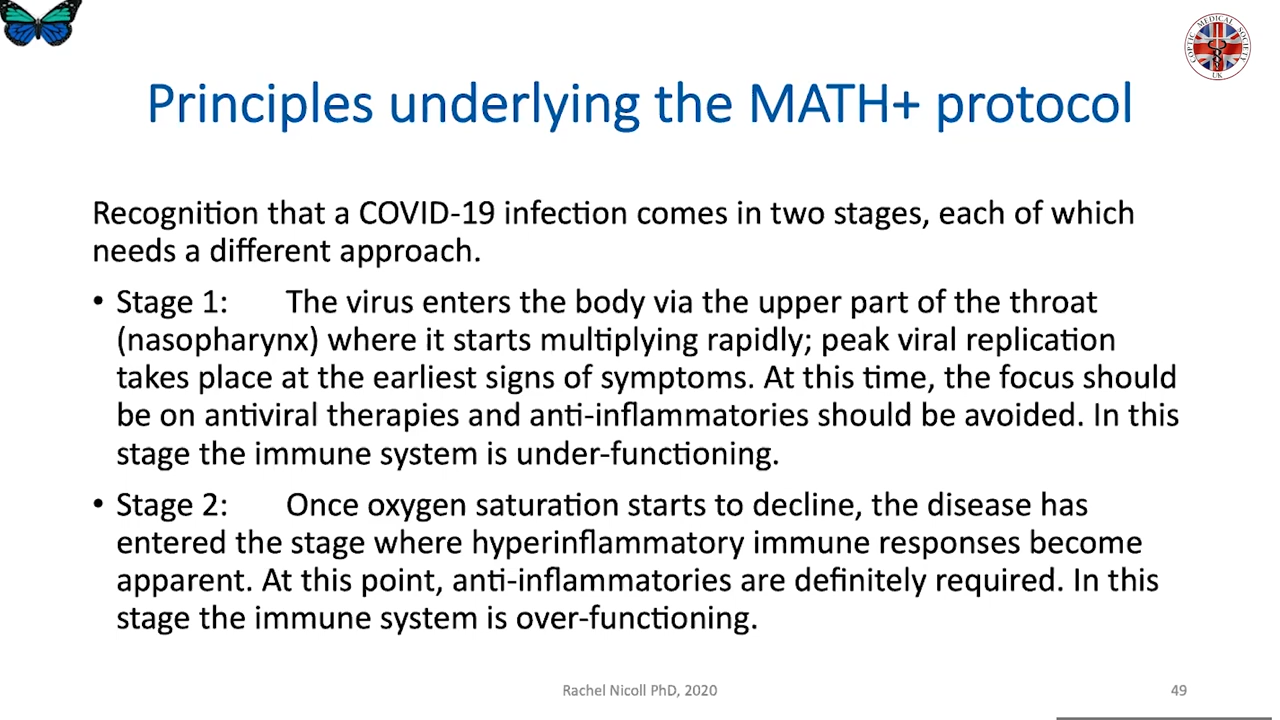 COPTIC MEDICAL SOCIETY
UK
Principles underlying the MATH+ protocol
Recognition that a COVID-19 infection comes in two stages, each of which
needs a different approach.
• Stage 1: The virus enters the body via the upper part of the throat
(nasopharynx) where it starts multiplying rapidly; peak viral replication
takes place at the earliest signs of symptoms. At this time, the focus should
be on antiviral therapies and anti-inflammatories should be avoided. In this
stage the immune system is under-functioning.
• Stage 2: Once oxygen saturation starts to decline, the disease has
entered the stage where hyperinflammatory immune responses become
apparent. At this point, anti-inflammatories are definitely required. In this
stage the immune system is over-functioning.
Rachel Nicoll PhD, 2020
49